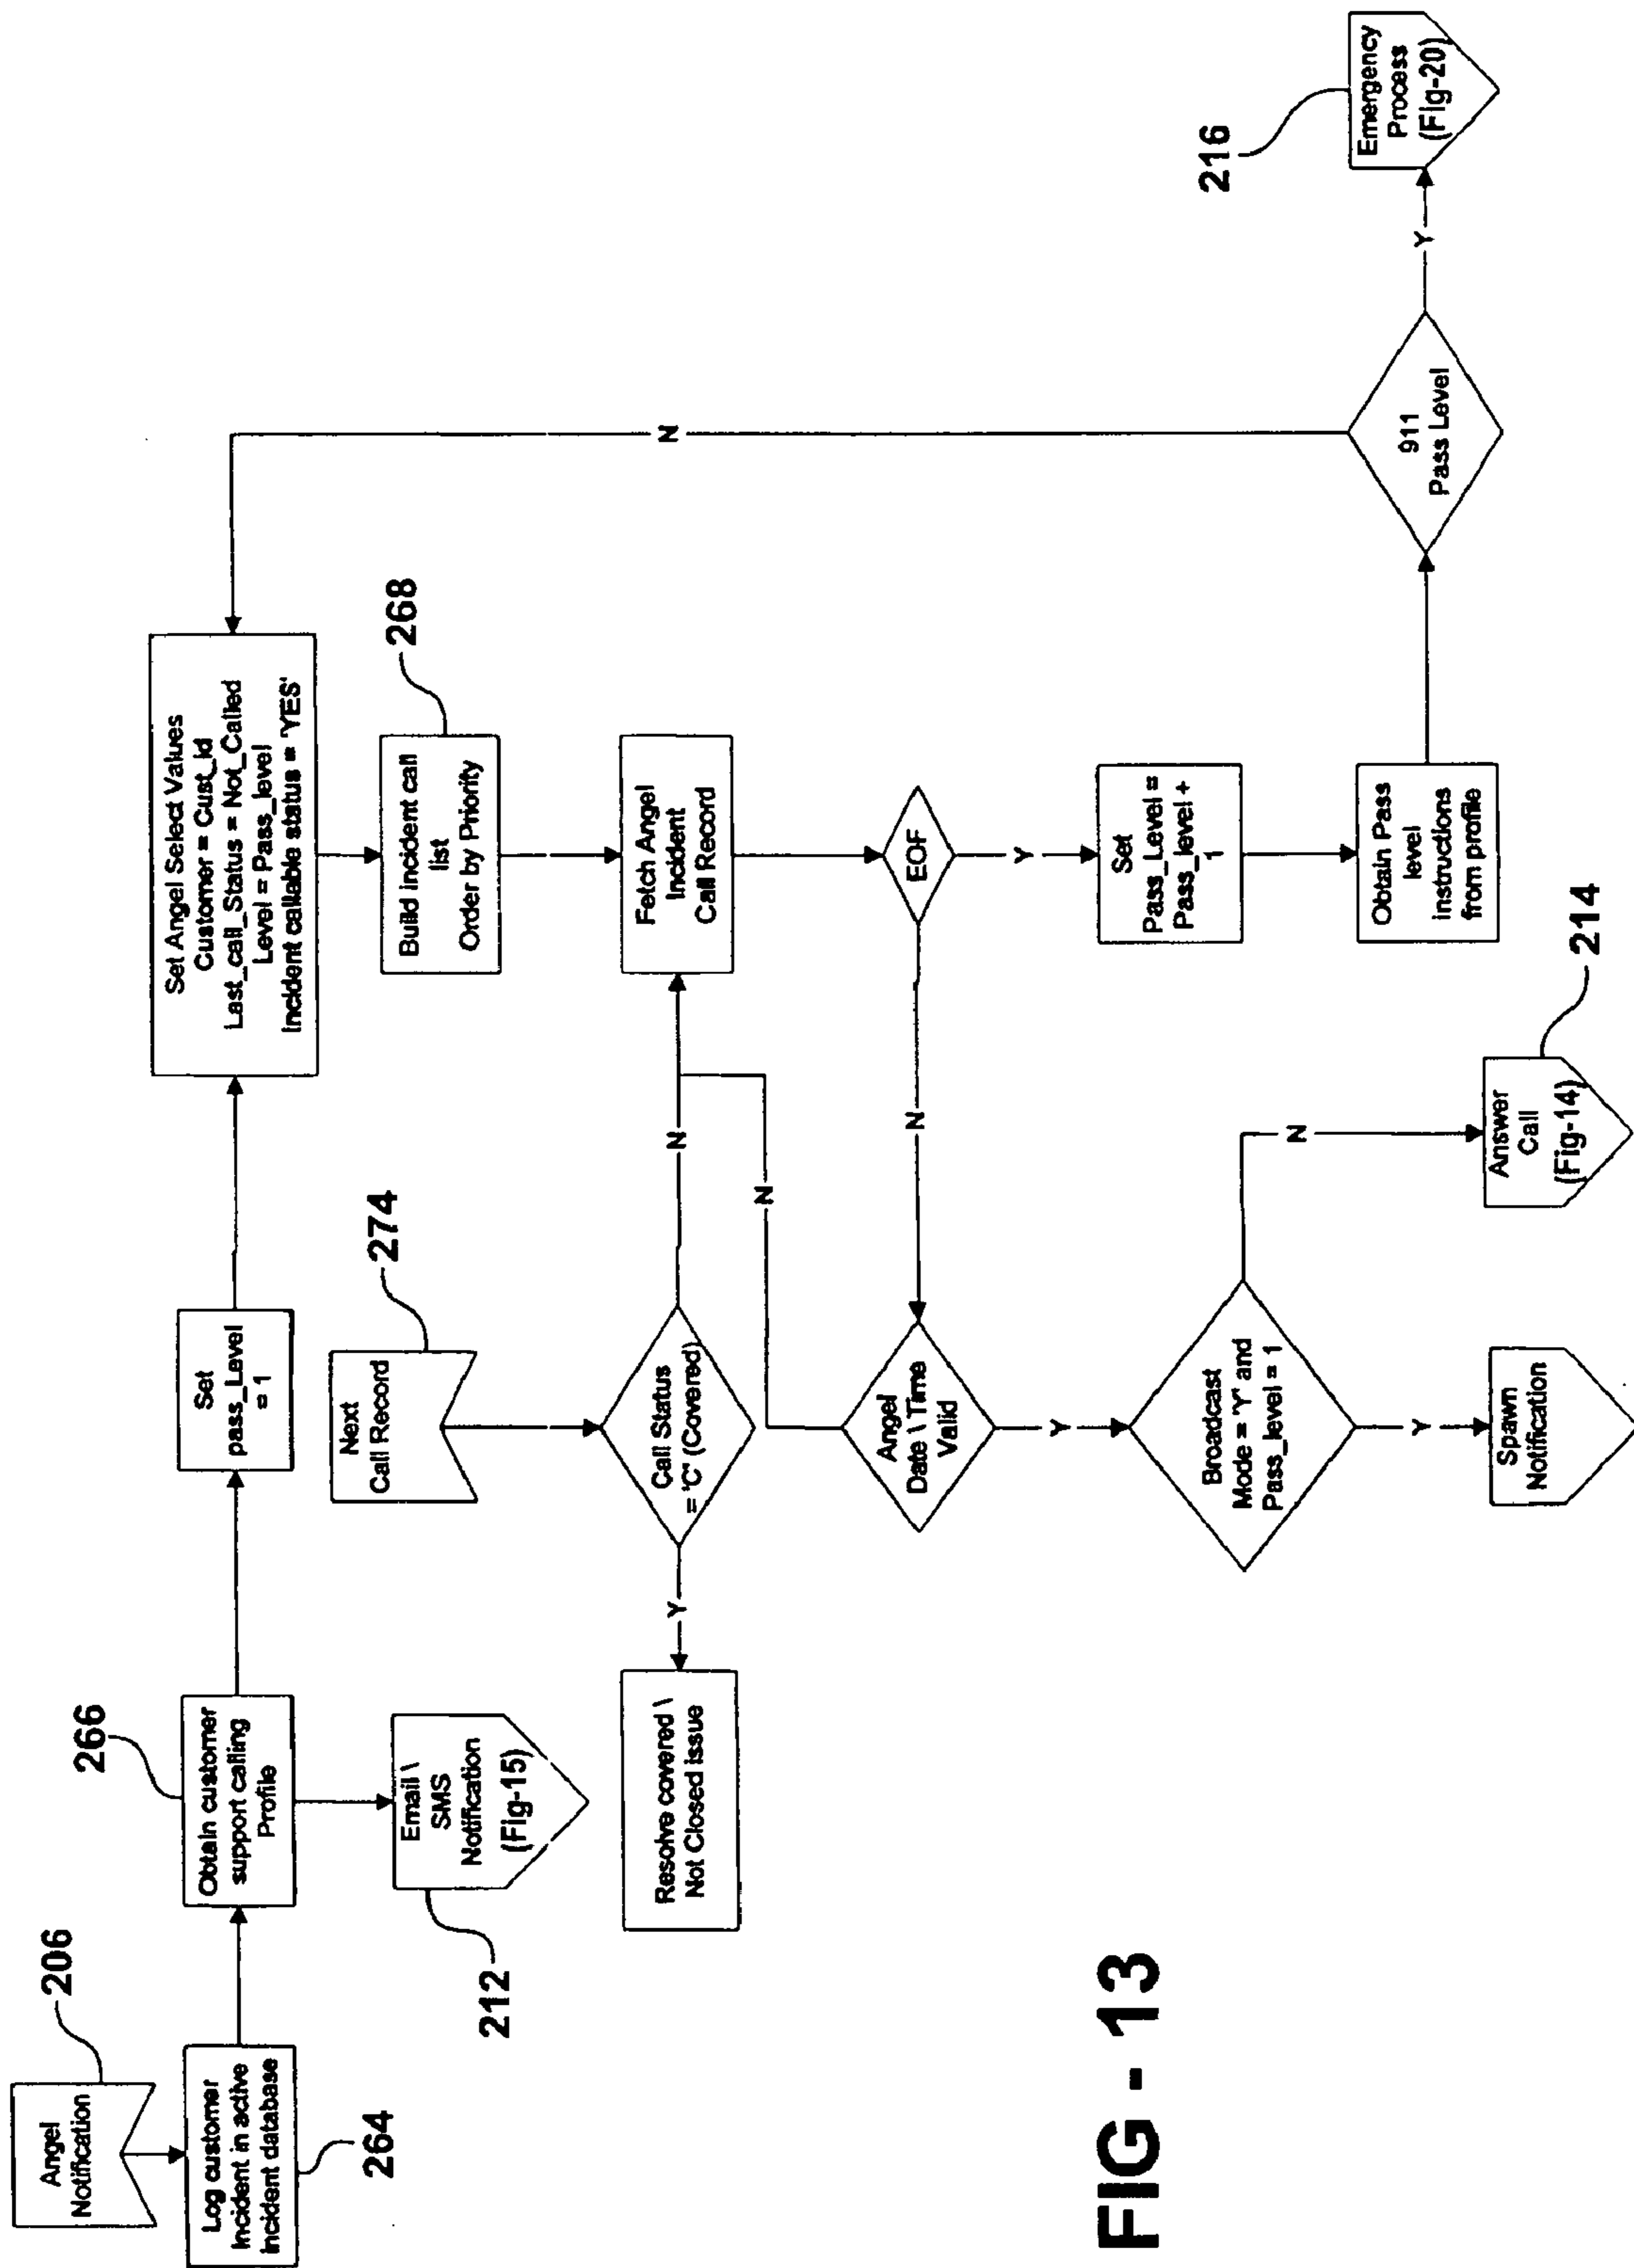 206
Angel
Notification
Log customer
Incident in active
incident database
264
266
Obtain customer
support calling
Profile
Email \
SMS
Notification
(Fig-15)
212
Set
pass_Level
= 1
Set Angel Select Values
Customer = Cust_id
Last_call_Status = Not_Called
Level = Pass_level
Incident callable status = 'YES'
Build incident call
list
Order by Priority
268
Fetch Angel
Incident
Call Record
274
Next
Call Record
Call Status
= 'C' (Covered)
N
Y
Resolve covered \
Not Closed issue
EOF
N
Y
Angel
Date \ Time
Valid
N
Y
Broadcast
Mode = 'Y' and
Pass_level = 1
N
Y
Spawn
Notification
Answer
Call
(Fig-14)
214
Set
Pass_Level =
Pass_level +
1
Obtain Pass
level
instructions
from profile
911
Pass Level
N
Y
Emergency
Process
(Fig-20)
216
FIG - 13